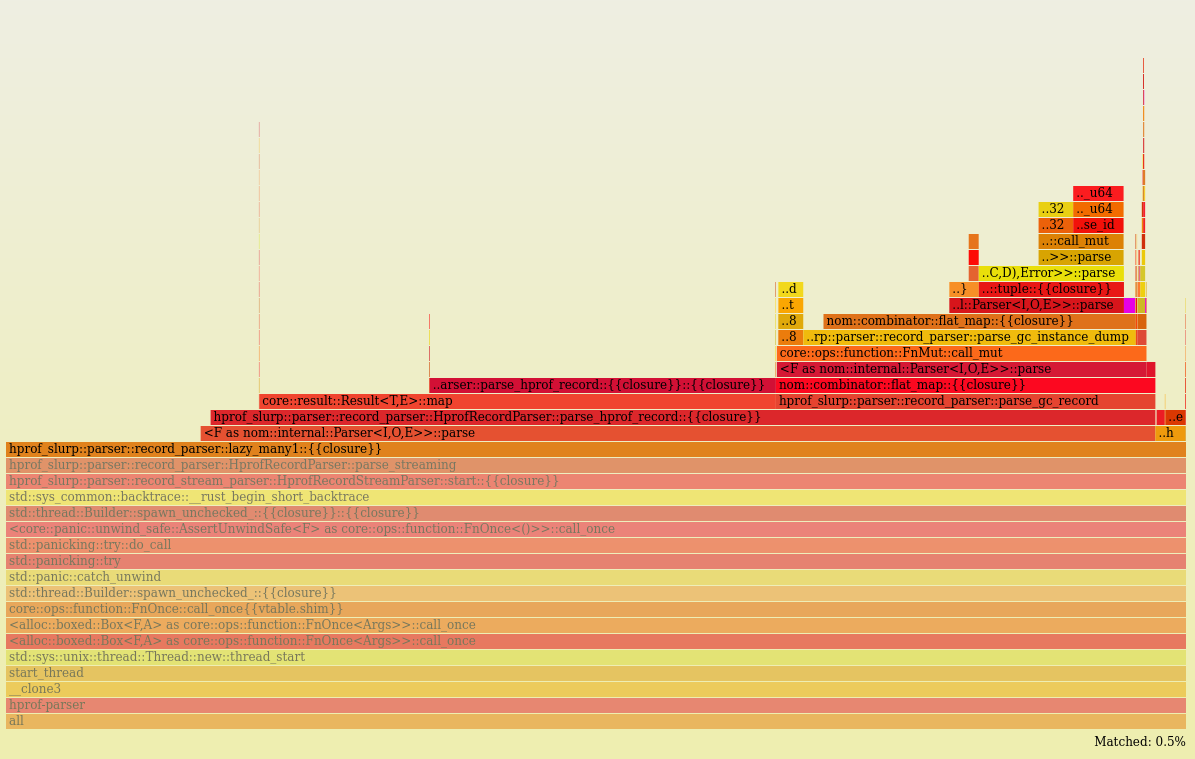 .._u64
..32 .._u64
..32 ..se_id
..::call_mut
..>>::parse
..C,D),Error>>::parse
..d ..} ..::tuple::{{closure}}
..t ..l::Parser<I,O,E>>::parse
..8 nom::combinator::flat_map::{{closure}}
..8 ..rp::parser::record_parser::parse_gc_instance_dump
core::ops::function::FnMut::call_mut
<F as nom::internal::Parser<I,O,E>>::parse
..arser::parse_hprof_record::{{closure}}::{{closure}} nom::combinator::flat_map::{{closure}}
core::result::Result<T,E>::map hprof_slurp::parser::record_parser::parse_gc_record
hprof_slurp::parser::record_parser::HprofRecordParser::parse_hprof_record::{{closure}} ..e
<F as nom::internal::Parser<I,O,E>>::parse ..h
hprof_slurp::parser::record_parser::lazy_many1::{{closure}}
hprof_slurp::parser::record_parser::HprofRecordParser::parse_streaming
hprof_slurp::parser::record_stream_parser::HprofRecordStreamParser::start::{{closure}}
std::sys_common::backtrace::__rust_begin_short_backtrace
std::thread::Builder::spawn_unchecked_::{{closure}}::{{closure}}
<core::panic::unwind_safe::AssertUnwindSafe<F> as core::ops::function::FnOnce<()>>::call_once
std::panicking::try::do_call
std::panicking::try
std::panic::catch_unwind
std::thread::Builder::spawn_unchecked_::{{closure}}
core::ops::function::FnOnce::call_once{{vtable.shim}}
<alloc::boxed::Box<F,A> as core::ops::function::FnOnce<Args>>::call_once
<alloc::boxed::Box<F,A> as core::ops::function::FnOnce<Args>>::call_once
std::sys::unix::thread::Thread::new::thread_start
start_thread
__clone3
hprof-parser
all
Matched: 0.5%